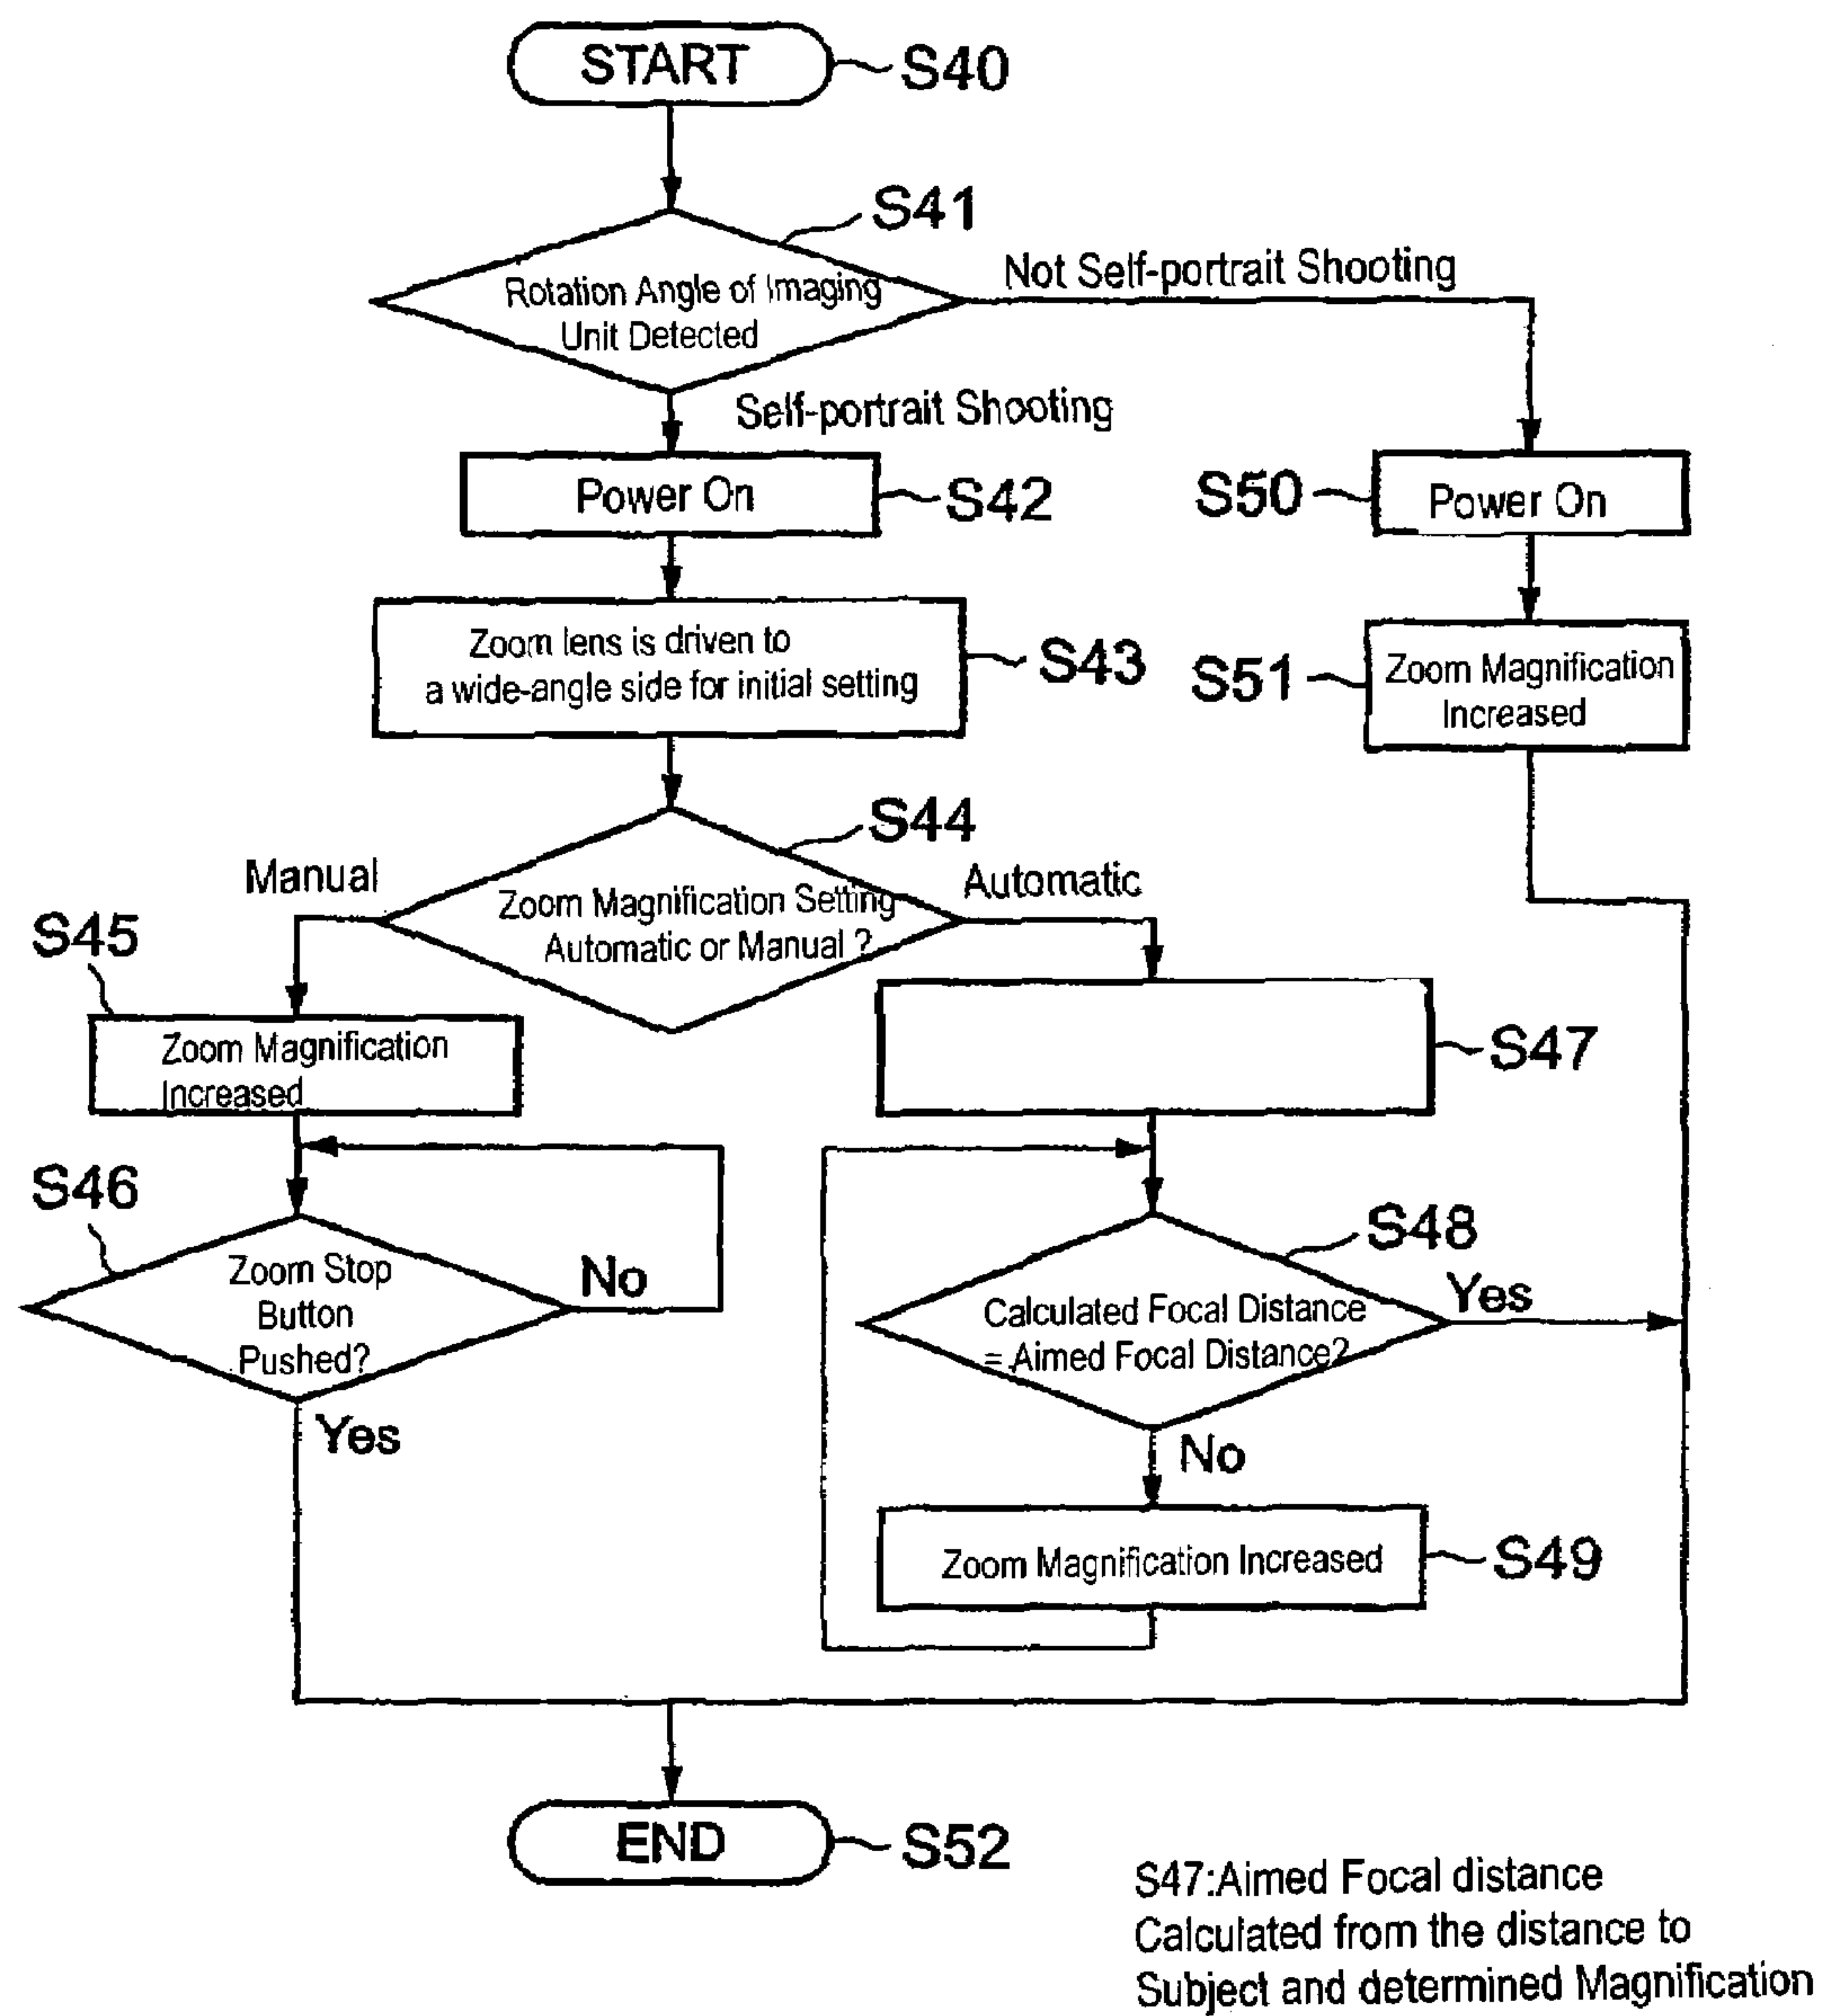 START
S40
S41
Rotation Angle of Imaging
Unit Detected
Not Self-portrait Shooting
Self-portrait Shooting
Power On
S42
S50
Power On
Zoom lens is driven to
a wide-angle side for initial setting
S43
S51
Zoom Magnification
Increased
S44
Manual
Automatic
Zoom Magnification Setting
Automatic or Manual ?
S45
Zoom Magnification
Increased
S47
S46
Zoom Stop
Button
Pushed?
No
Yes
S48
Calculated Focal Distance
= Aimed Focal Distance?
Yes
No
Zoom Magnification Increased
S49
END
S52
S47:Aimed Focal distance
Calculated from the distance to
Subject and determined Magnification